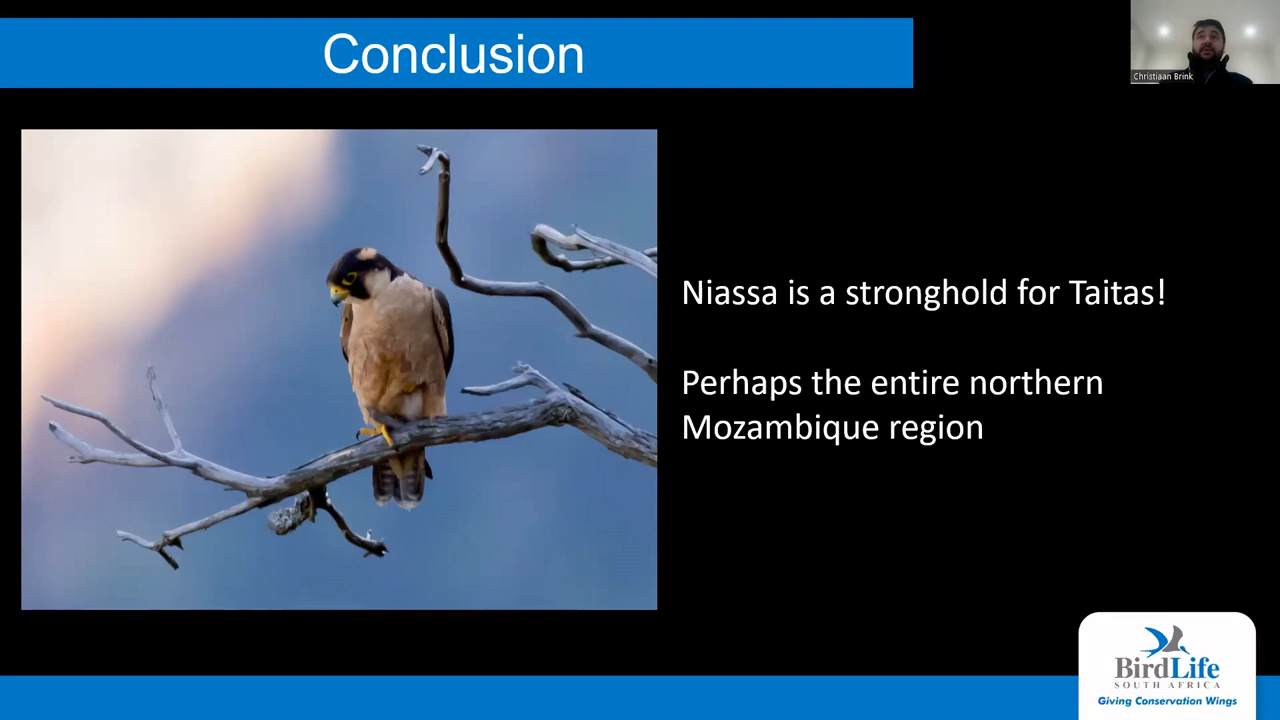 Conclusion
Christiaan Brink
Niassa is a stronghold for Taitas!
Perhaps the entire northern
Mozambique region
BirdLife
SOUTH AFRICA
Giving Conservation Wings